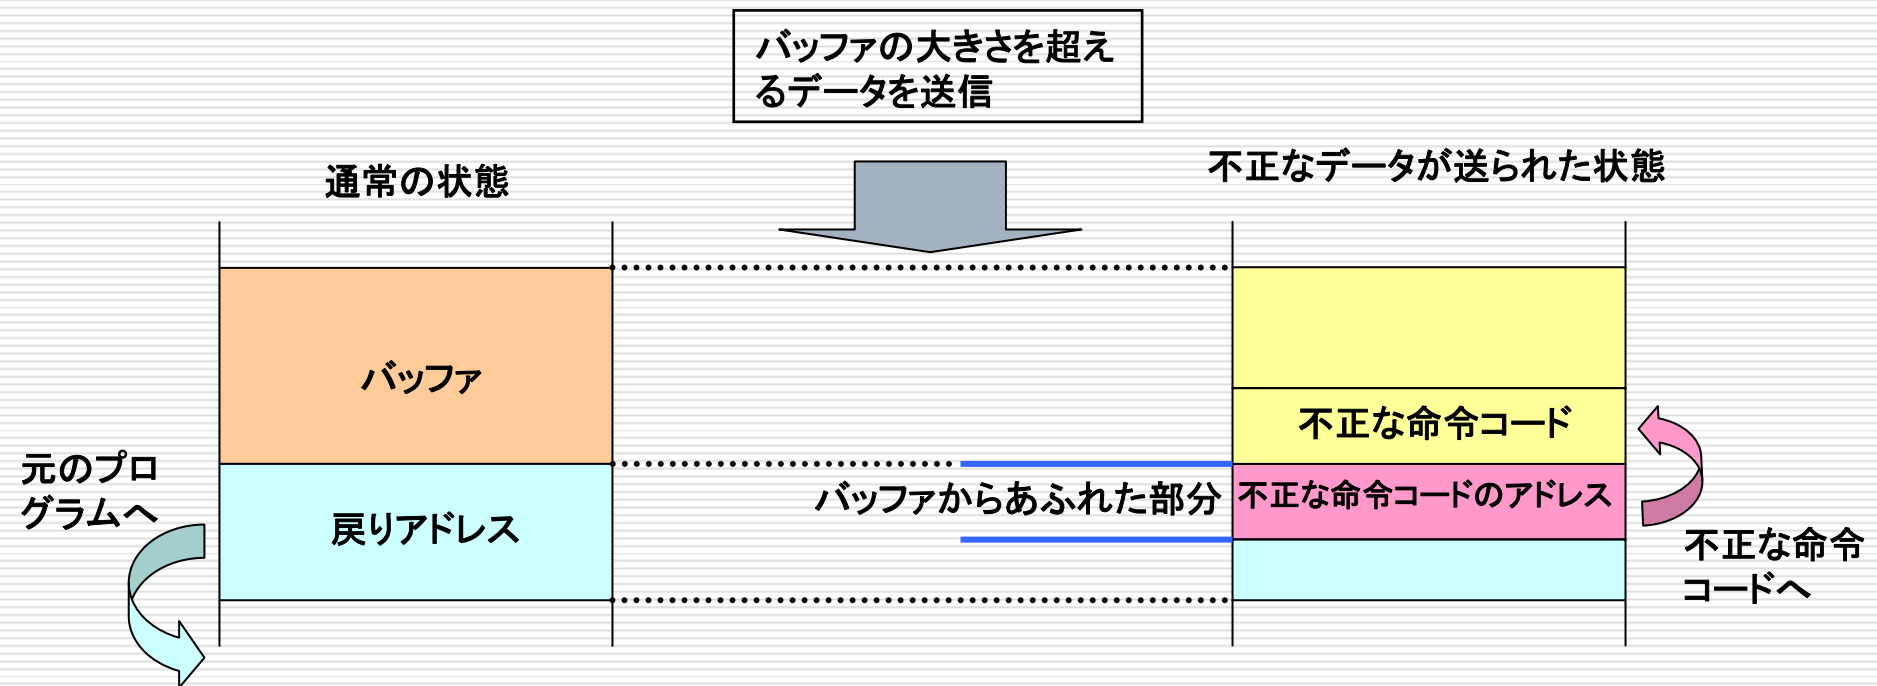 バッファの大きさを超え
るデータを送信
通常の状態
不正なデータが送られた状態
バッファ
不正な命令コード
元のプロ
グラムへ
戻りアドレス
バッファからあふれた部分
不正な命令コードのアドレス
不正な命令
コードへ